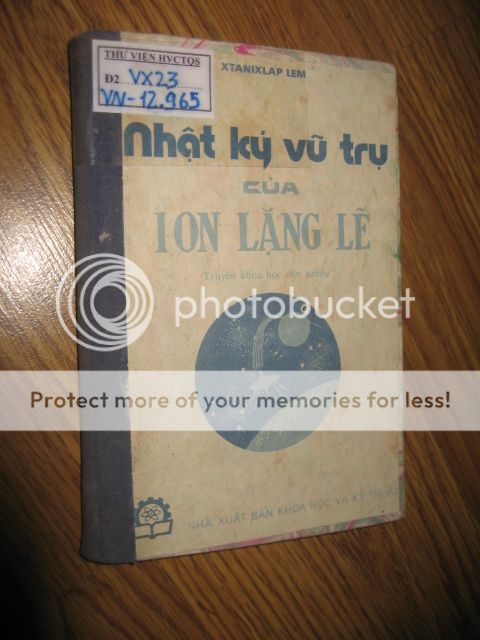 THƯ VIỆN HVCTQS
Đ2......VX23......
VN-12.965
XTANIXLAP LEM
Nhật ký vũ trụ
CỦA
ION LẶNG LẼ
Truyện khoa học viễn tưởng
photobucket
Protect more of your memories for less!
NHÀ XUẤT BẢN KHOA HỌC VÀ KỸ THUẬT